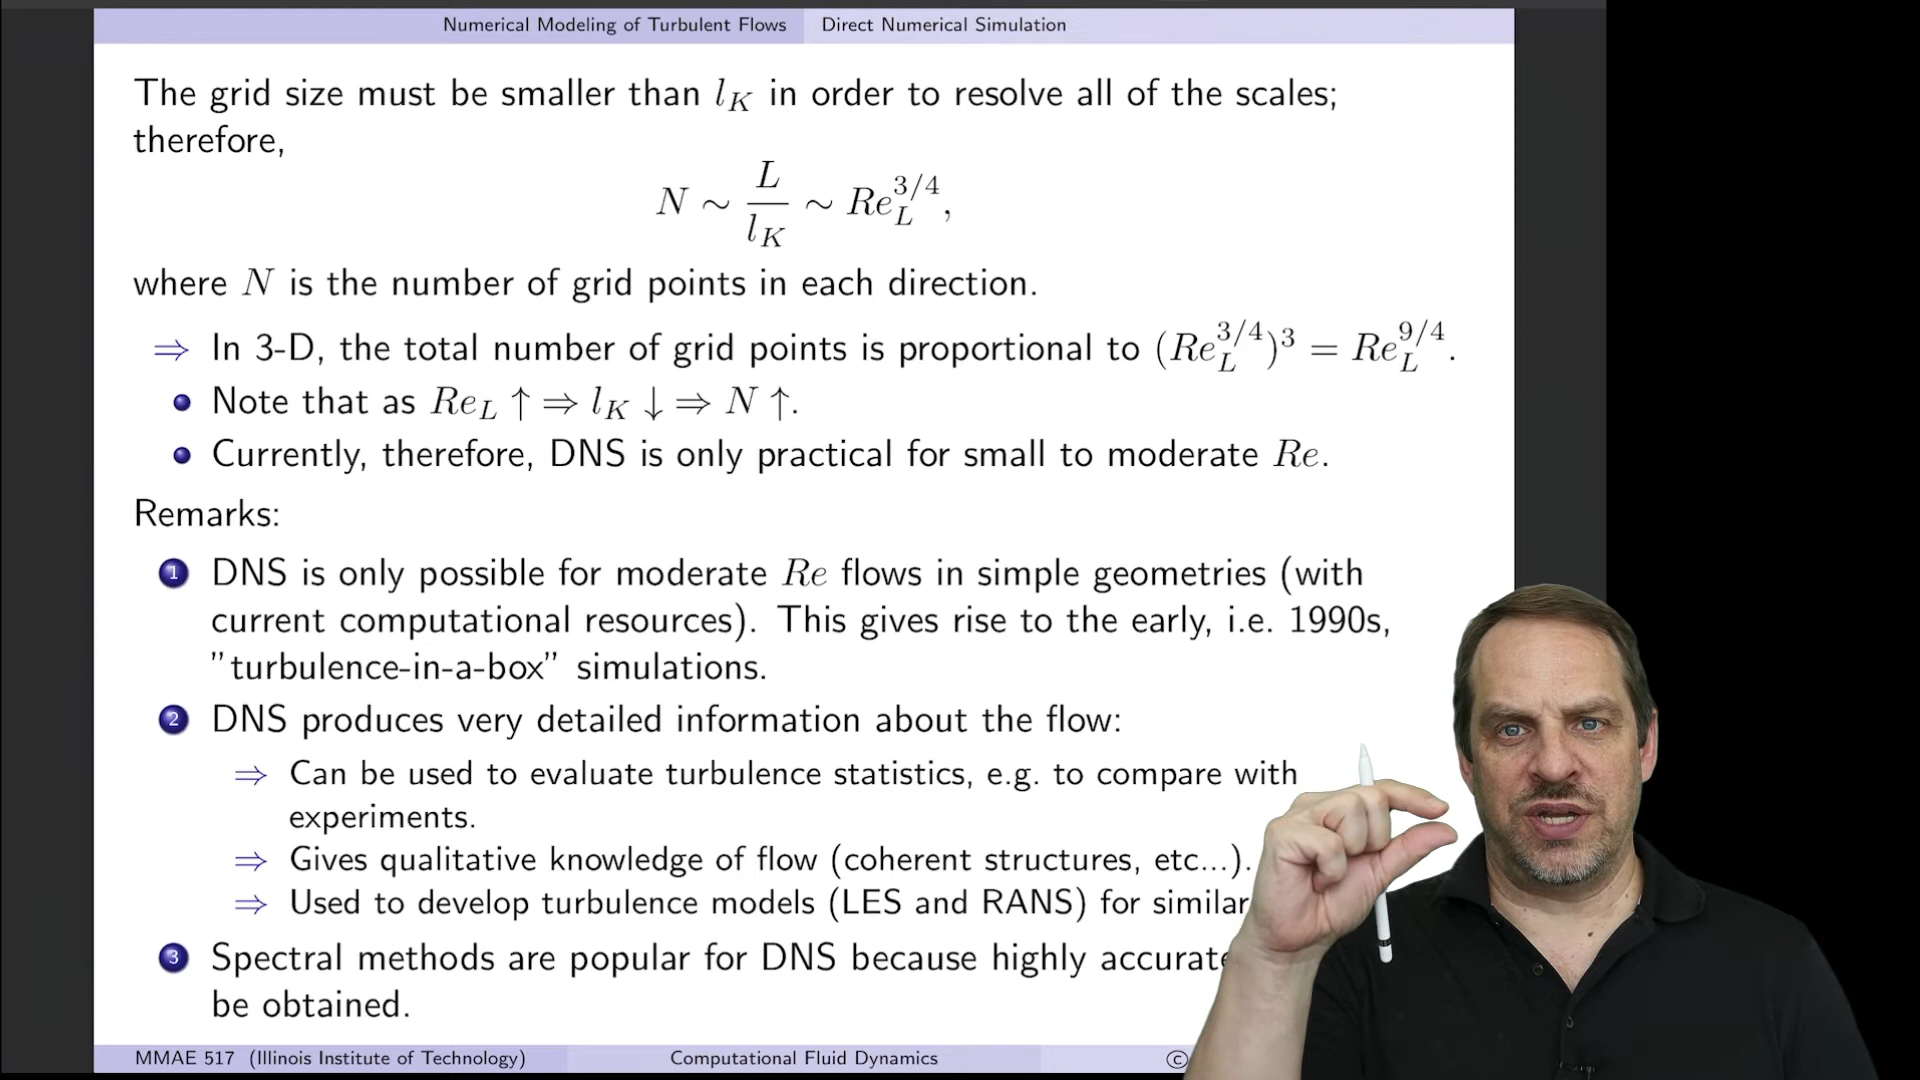 Numerical Modeling of Turbulent Flows Direct Numerical Simulation
The grid size must be smaller than l_K in order to resolve all of the scales;
therefore,
N ∼ L/l_K ∼ Re_L^{3/4},
where N is the number of grid points in each direction.
⇒ In 3-D, the total number of grid points is proportional to (Re_L^{3/4})^3 = Re_L^{9/4}.
• Note that as Re_L ↑ ⇒ l_K ↓ ⇒ N ↑.
• Currently, therefore, DNS is only practical for small to moderate Re.
Remarks:
1 DNS is only possible for moderate Re flows in simple geometries (with
current computational resources). This gives rise to the early, i.e. 1990s,
”turbulence-in-a-box” simulations.
2 DNS produces very detailed information about the flow:
⇒ Can be used to evaluate turbulence statistics, e.g. to compare with
experiments.
⇒ Gives qualitative knowledge of flow (coherent structures, etc...).
⇒ Used to develop turbulence models (LES and RANS) for similar
3 Spectral methods are popular for DNS because highly accurate
be obtained.
MMAE 517 (Illinois Institute of Technology) Computational Fluid Dynamics ©